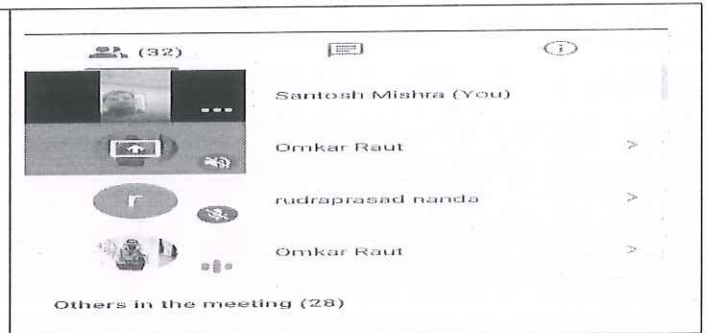 (32)
Santosh Mishra (You)
Omkar Raut
r
rudraprasad nanda
Omkar Raut
Others in the meeting (28)